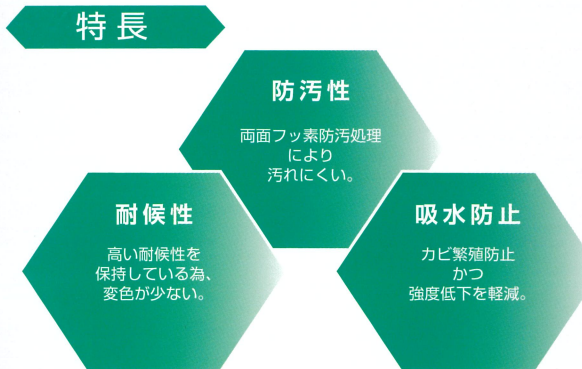 特長
防汚性
両面フッ素防汚処理
により
汚れにくい。
耐候性
高い耐候性を
保持している為、
変色が少ない。
吸水防止
カビ繁殖防止
かつ
強度低下を軽減。